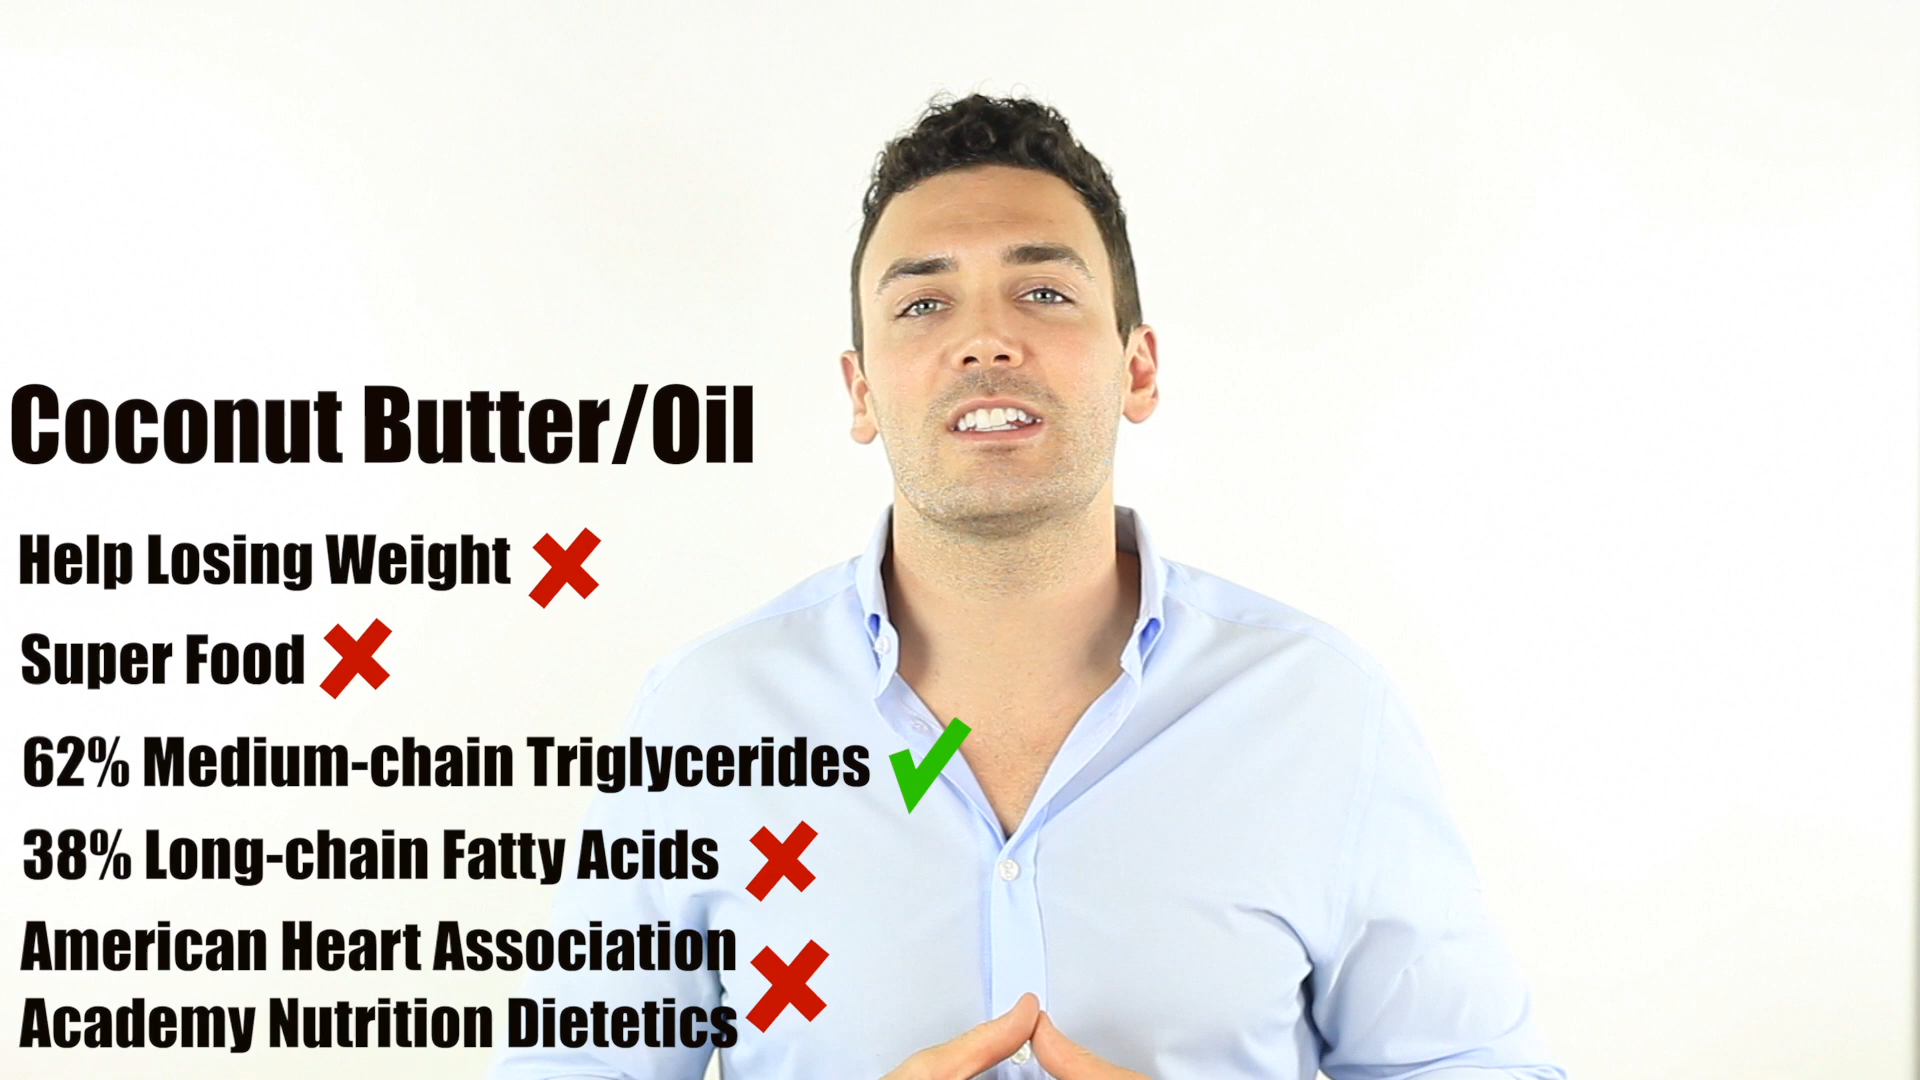 Coconut Butter/Oil
Help Losing Weight
Super Food
62% Medium-chain Triglycerides
38% Long-chain Fatty Acids
American Heart Association
Academy Nutrition Dietetics